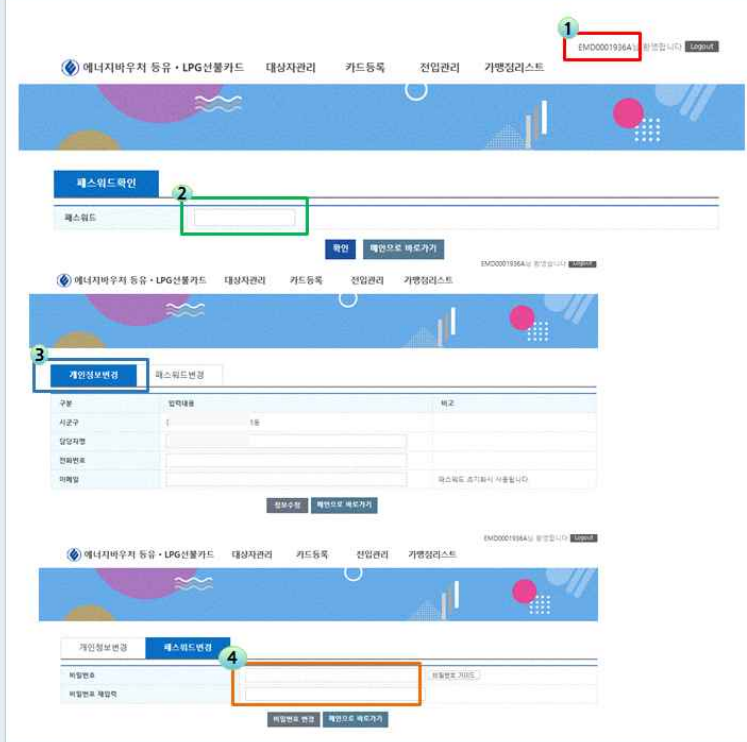 1
EMD0001936A님 환영합니다 Logout
에너지바우처 등유・LPG선불카드 대상자관리 카드등록 전입관리 가맹점리스트
패스워드확인
2
패스워드
확인 메인으로 바로가기
EMD0001936A님 환영합니다 Logout
에너지바우처 등유・LPG선불카드 대상자관리 카드등록 전입관리 가맹점리스트
3
개인정보변경 패스워드변경
구분 입력내용 비고
시군구
담당자명
전화번호
이메일 패스워드 초기화시 사용됩니다.
정보수정 메인으로 바로가기
EMD0001936A님 환영합니다 Logout
에너지바우처 등유・LPG선불카드 대상자관리 카드등록 전입관리 가맹점리스트
개인정보변경 패스워드변경
4
비밀번호 비밀번호 가이드
비밀번호 재입력
비밀번호 변경 메인으로 바로가기